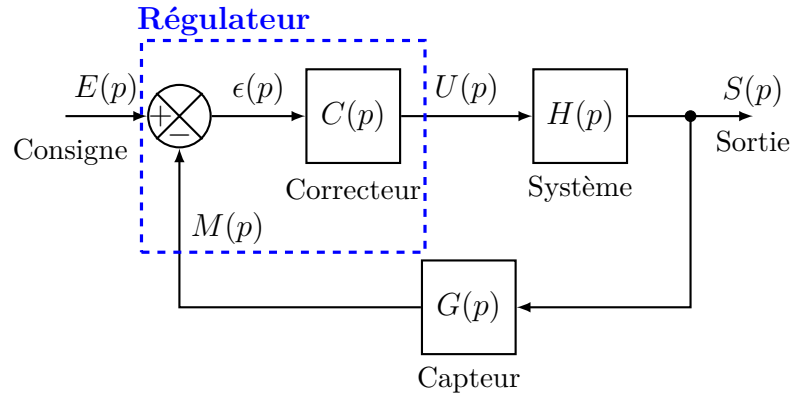 Régulateur
E(p)
ϵ(p)
U(p)
S(p)
+
−
C(p)
H(p)
Consigne
Sortie
Correcteur
Système
M(p)
G(p)
Capteur